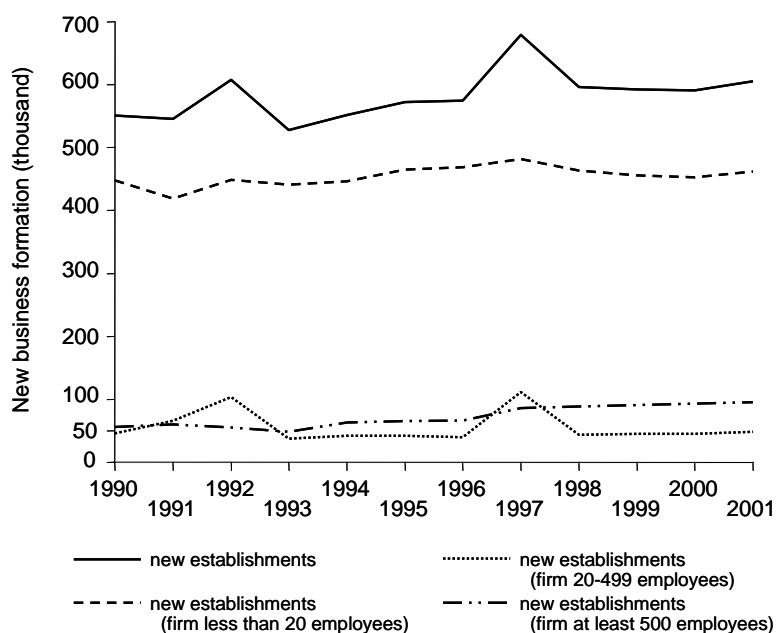 New business formation (thousand)
700
600
500
400
300
200
100
50
0
1990 1992 1994 1996 1998 2000
1991 1993 1995 1997 1999 2001
new establishments
new establishments
(firm less than 20 employees)
new establishments
(firm 20-499 employees)
new establishments
(firm at least 500 employees)